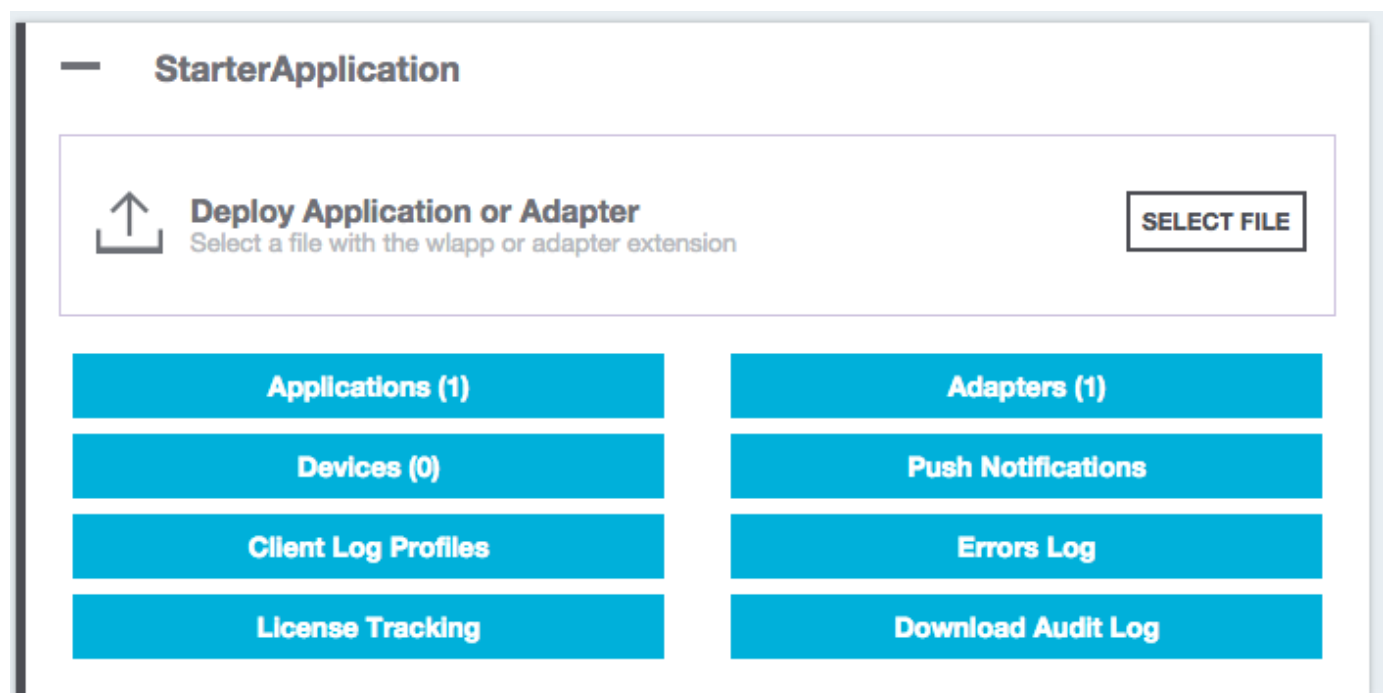 StarterApplication
Deploy Application or Adapter
Select a file with the wlapp or adapter extension
SELECT FILE
Applications (1)
Adapters (1)
Devices (0)
Push Notifications
Client Log Profiles
Errors Log
License Tracking
Download Audit Log